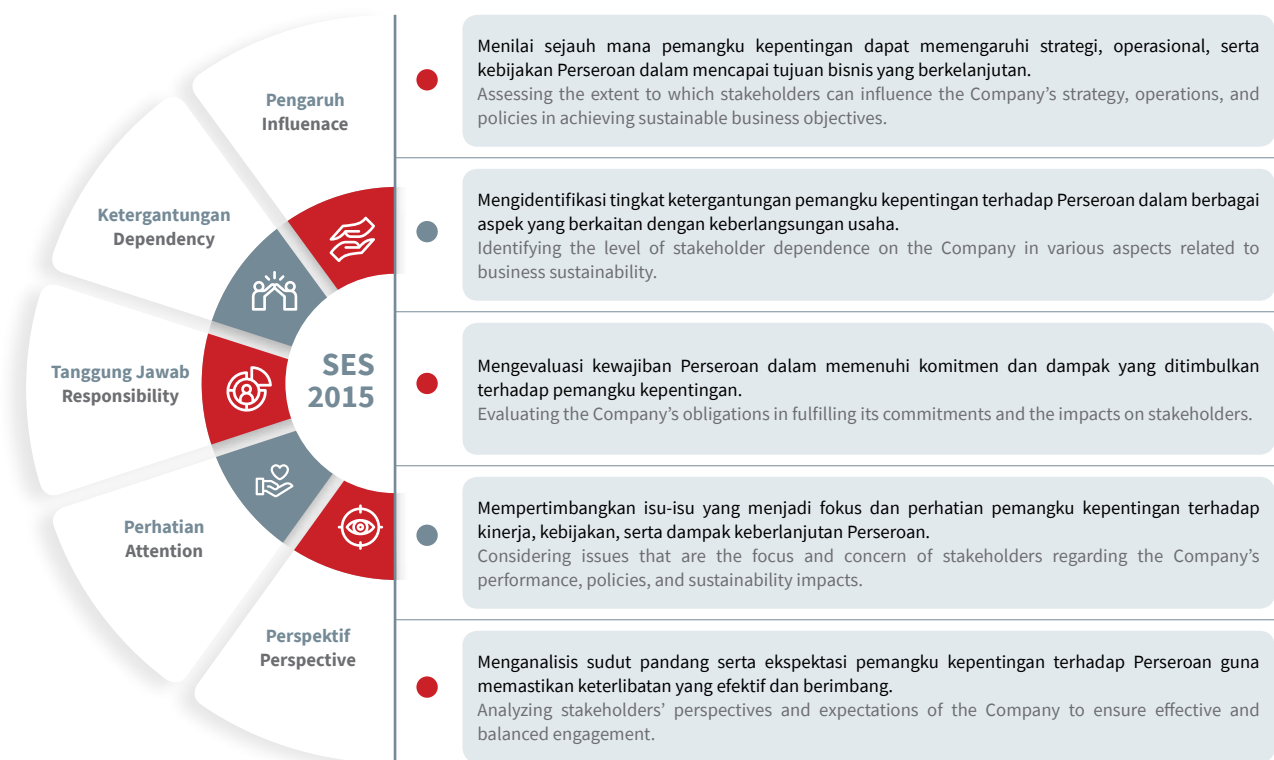 Pengaruh
Influenace
Menilai sejauh mana pemangku kepentingan dapat memengaruhi strategi, operasional, serta
kebijakan Perseroan dalam mencapai tujuan bisnis yang berkelanjutan.
Assessing the extent to which stakeholders can influence the Company's strategy, operations, and
policies in achieving sustainable business objectives.
Ketergantungan
Dependency
Mengidentifikasi tingkat ketergantungan pemangku kepentingan terhadap Perseroan dalam berbagai
aspek yang berkaitan dengan keberlangsungan usaha.
Identifying the level of stakeholder dependence on the Company in various aspects related to
business sustainability.
SES
2015
Tanggung Jawab
Responsibility
Mengevaluasi kewajiban Perseroan dalam memenuhi komitmen dan dampak yang ditimbulkan
terhadap pemangku kepentingan.
Evaluating the Company's obligations in fulfilling its commitments and the impacts on stakeholders.
Perhatian
Attention
Mempertimbangkan isu-isu yang menjadi fokus dan perhatian pemangku kepentingan terhadap
kinerja, kebijakan, serta dampak keberlanjutan Perseroan.
Considering issues that are the focus and concern of stakeholders regarding the Company's
performance, policies, and sustainability impacts.
Perspektif
Perspective
Menganalisis sudut pandang serta ekspektasi pemangku kepentingan terhadap Perseroan guna
memastikan keterlibatan yang efektif dan berimbang.
Analyzing stakeholders' perspectives and expectations of the Company to ensure effective and
balanced engagement.